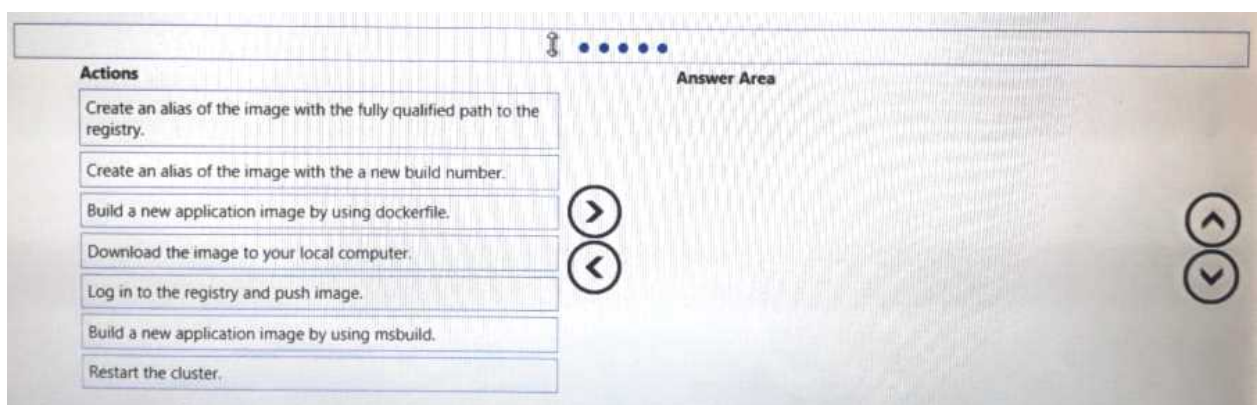 Actions
Answer Area
Create an alias of the image with the fully qualified path to the
registry.
Create an alias of the image with the a new build number.
Build a new application image by using dockerfile.
Download the image to your local computer.
Log in to the registry and push image.
Build a new application image by using msbuild.
Restart the cluster.